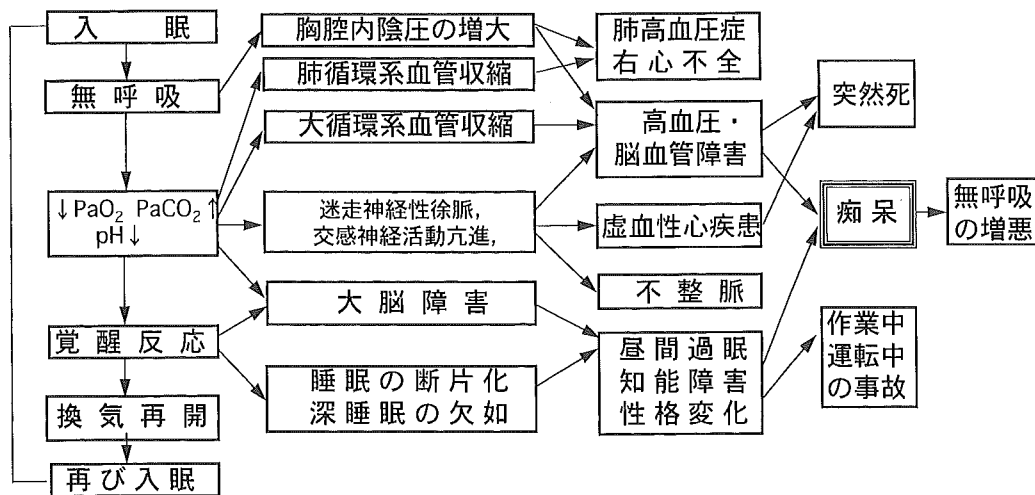 入眠
無呼吸
↓PaO2 PaCO2↑
pH↓
覚醒反応
換気再開
再び入眠
胸腔内陰圧の増大
肺循環系血管収縮
大循環系血管収縮
迷走神経性徐脈,
交感神経活動亢進,
大脳障害
睡眠の断片化
深睡眠の欠如
肺高血圧症
右心不全
高血圧・
脳血管障害
虚血性心疾患
不整脈
昼間過眠
知能障害
性格変化
突然死
痴呆
作業中
運転中
の事故
無呼吸
の増悪